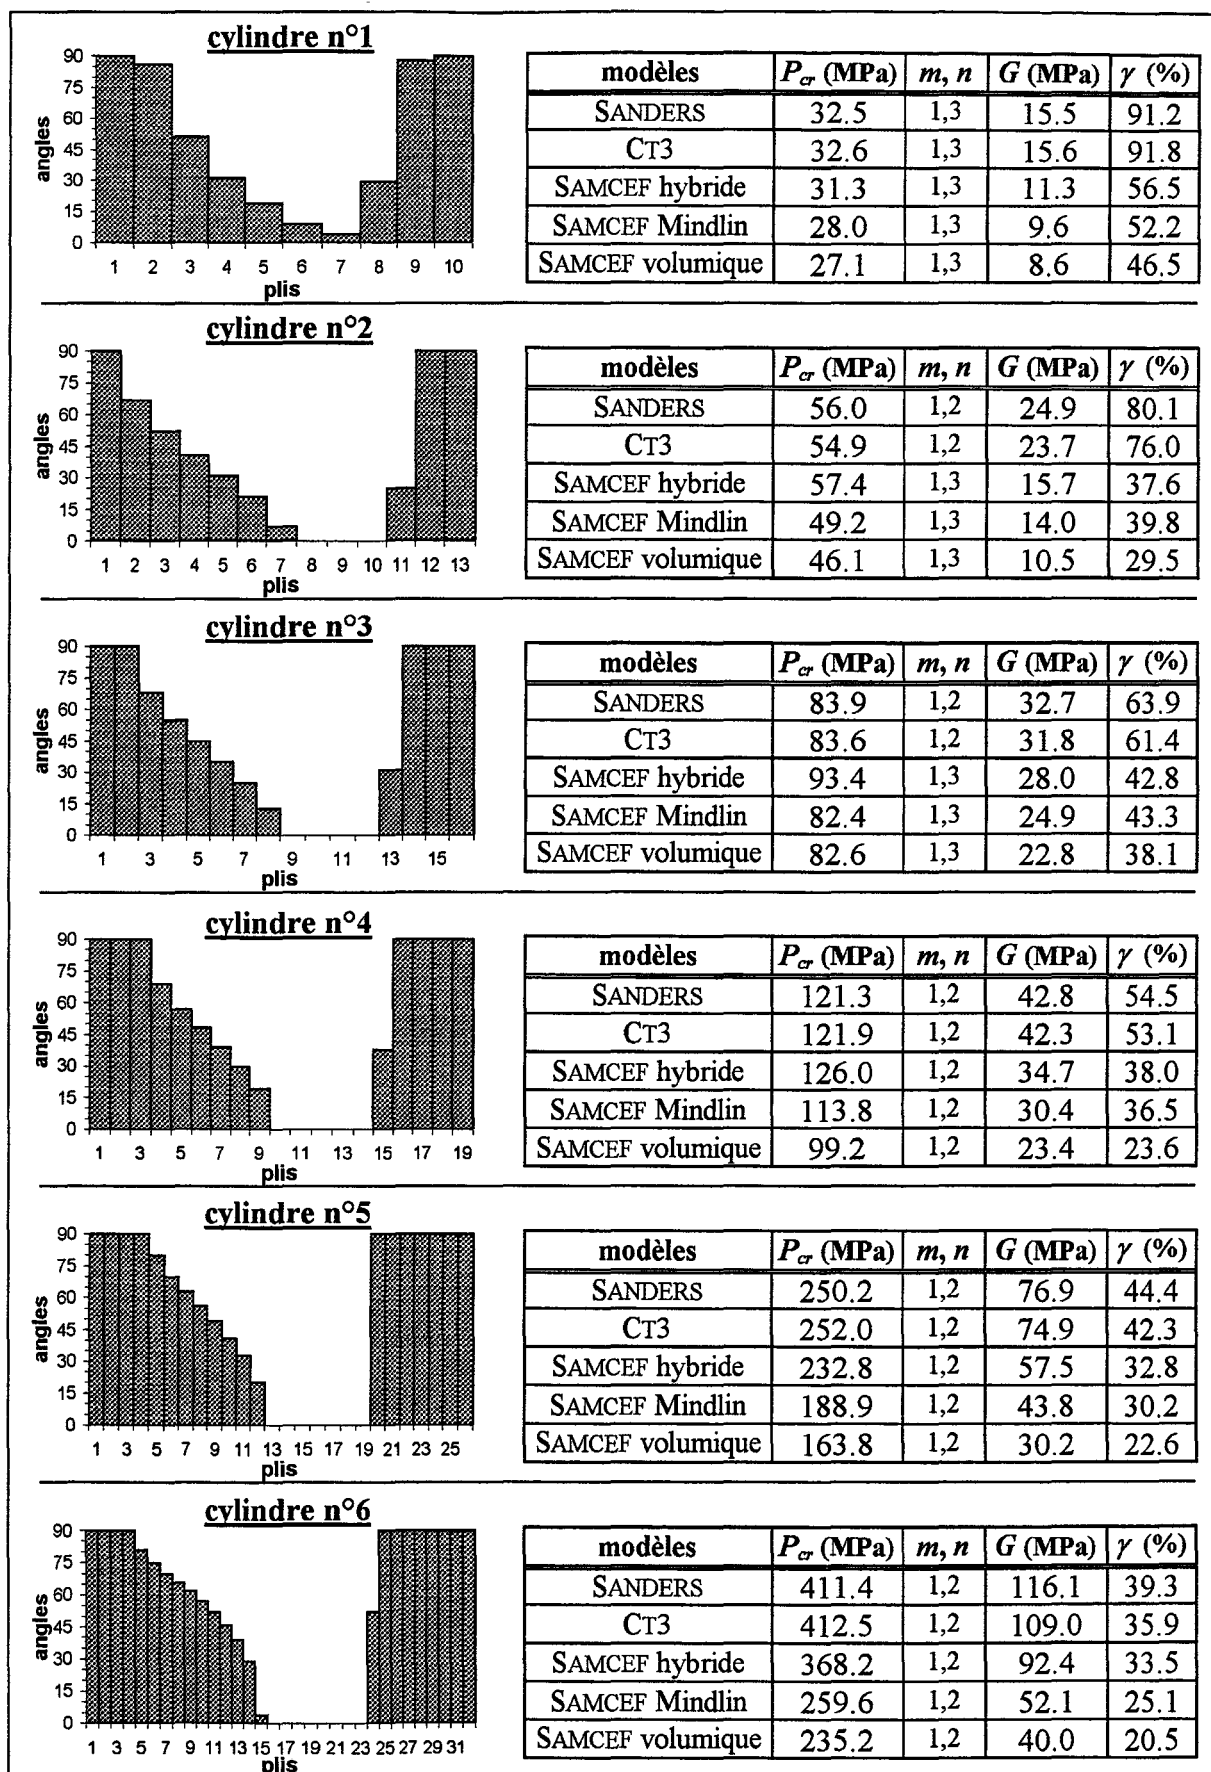 cylindre n°1
angles
90
75
60
45
30
15
0
1 2 3 4 5 6 7 8 9 10
plis
modèles P_cr (MPa) m, n G (MPa) γ (%)
SANDERS 32.5 1,3 15.5 91.2
CT3 32.6 1,3 15.6 91.8
SAMCEF hybride 31.3 1,3 11.3 56.5
SAMCEF Mindlin 28.0 1,3 9.6 52.2
SAMCEF volumique 27.1 1,3 8.6 46.5
cylindre n°2
angles
90
75
60
45
30
15
0
1 2 3 4 5 6 7 8 9 10 11 12 13
plis
modèles P_cr (MPa) m, n G (MPa) γ (%)
SANDERS 56.0 1,2 24.9 80.1
CT3 54.9 1,2 23.7 76.0
SAMCEF hybride 57.4 1,3 15.7 37.6
SAMCEF Mindlin 49.2 1,3 14.0 39.8
SAMCEF volumique 46.1 1,3 10.5 29.5
cylindre n°3
angles
90
75
60
45
30
15
0
1 3 5 7 9 11 13 15
plis
modèles P_cr (MPa) m, n G (MPa) γ (%)
SANDERS 83.9 1,2 32.7 63.9
CT3 83.6 1,2 31.8 61.4
SAMCEF hybride 93.4 1,3 28.0 42.8
SAMCEF Mindlin 82.4 1,3 24.9 43.3
SAMCEF volumique 82.6 1,3 22.8 38.1
cylindre n°4
angles
90
75
60
45
30
15
0
1 3 5 7 9 11 13 15 17 19
plis
modèles P_cr (MPa) m, n G (MPa) γ (%)
SANDERS 121.3 1,2 42.8 54.5
CT3 121.9 1,2 42.3 53.1
SAMCEF hybride 126.0 1,2 34.7 38.0
SAMCEF Mindlin 113.8 1,2 30.4 36.5
SAMCEF volumique 99.2 1,2 23.4 23.6
cylindre n°5
angles
90
75
60
45
30
15
0
1 3 5 7 9 11 13 15 17 19 21 23 25
plis
modèles P_cr (MPa) m, n G (MPa) γ (%)
SANDERS 250.2 1,2 76.9 44.4
CT3 252.0 1,2 74.9 42.3
SAMCEF hybride 232.8 1,2 57.5 32.8
SAMCEF Mindlin 188.9 1,2 43.8 30.2
SAMCEF volumique 163.8 1,2 30.2 22.6
cylindre n°6
angles
90
75
60
45
30
15
0
1 3 5 7 9 11 13 15 17 19 21 23 25 27 29 31
plis
modèles P_cr (MPa) m, n G (MPa) γ (%)
SANDERS 411.4 1,2 116.1 39.3
CT3 412.5 1,2 109.0 35.9
SAMCEF hybride 368.2 1,2 92.4 33.5
SAMCEF Mindlin 259.6 1,2 52.1 25.1
SAMCEF volumique 235.2 1,2 40.0 20.5